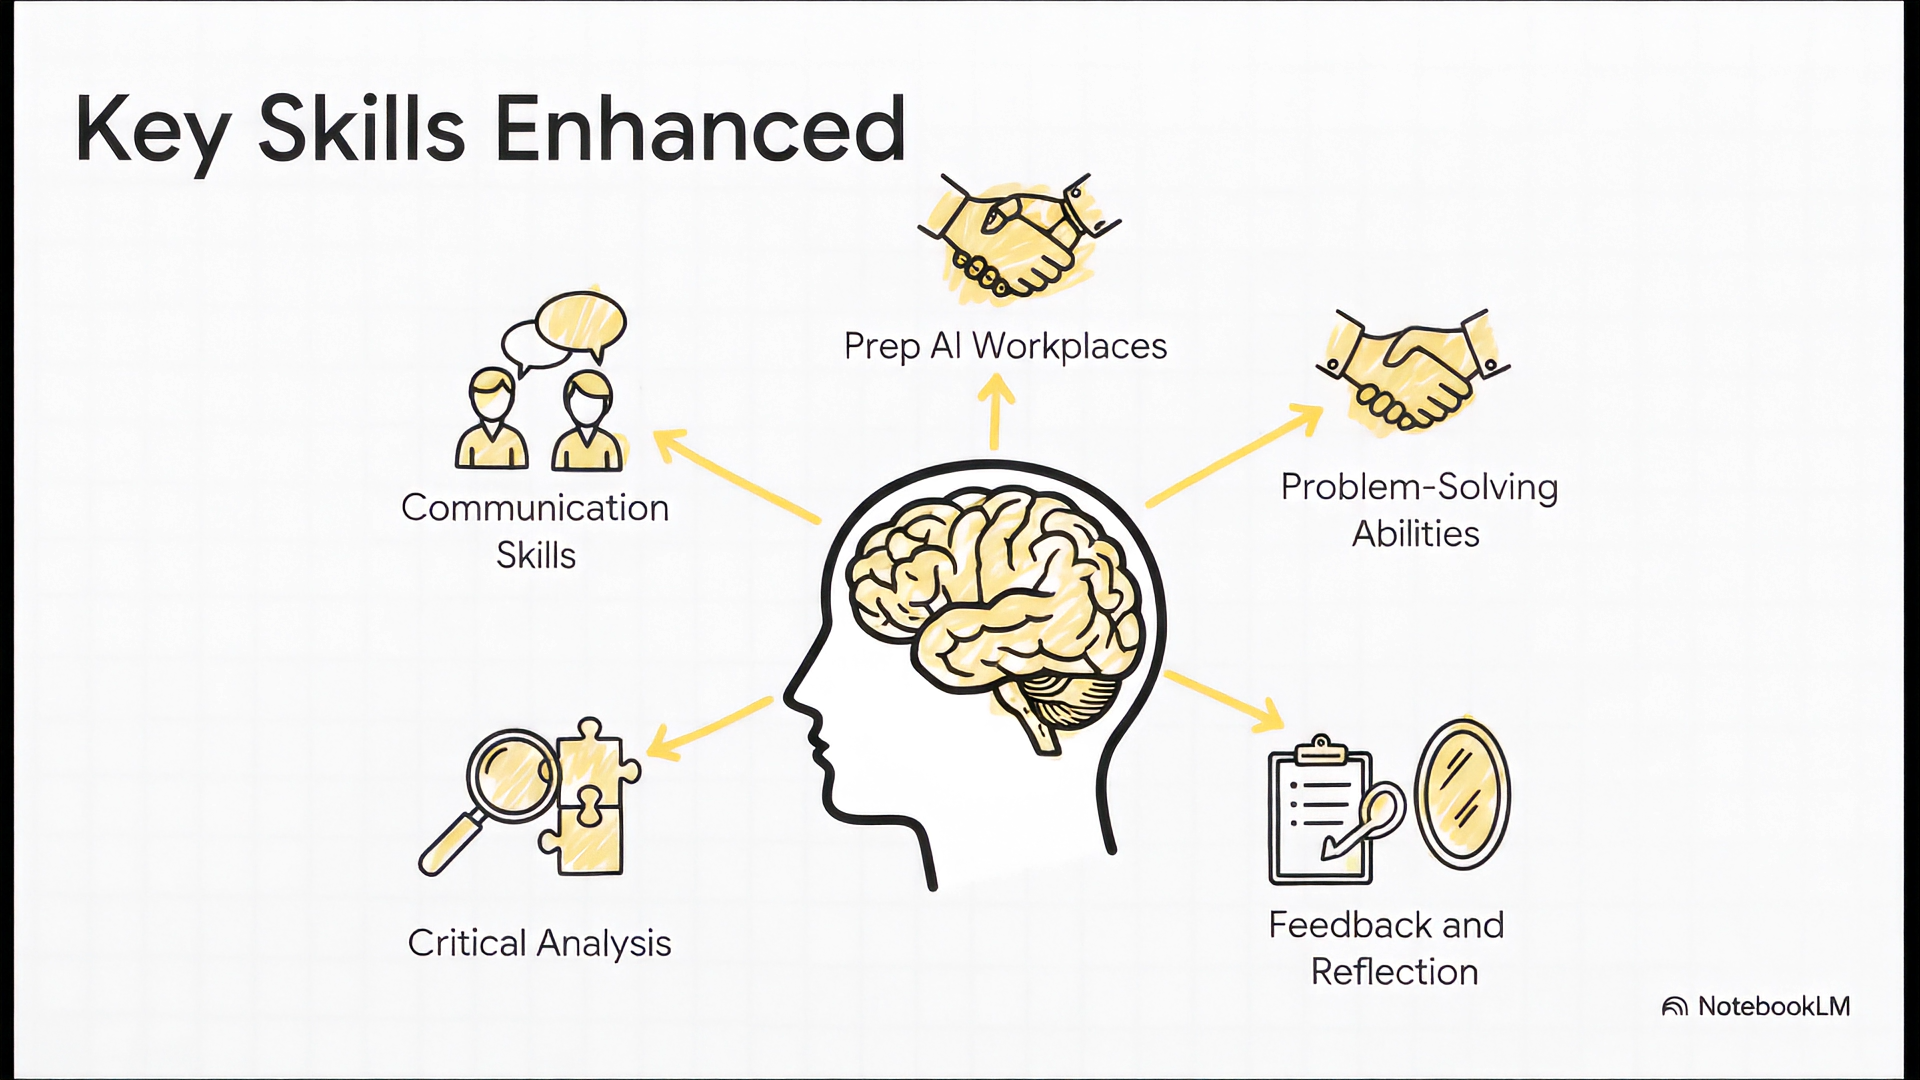 Key Skills Enhanced
Prep AI Workplaces
Communication
Skills
Problem-Solving
Abilities
Critical Analysis
Feedback and
Reflection
NotebookLM